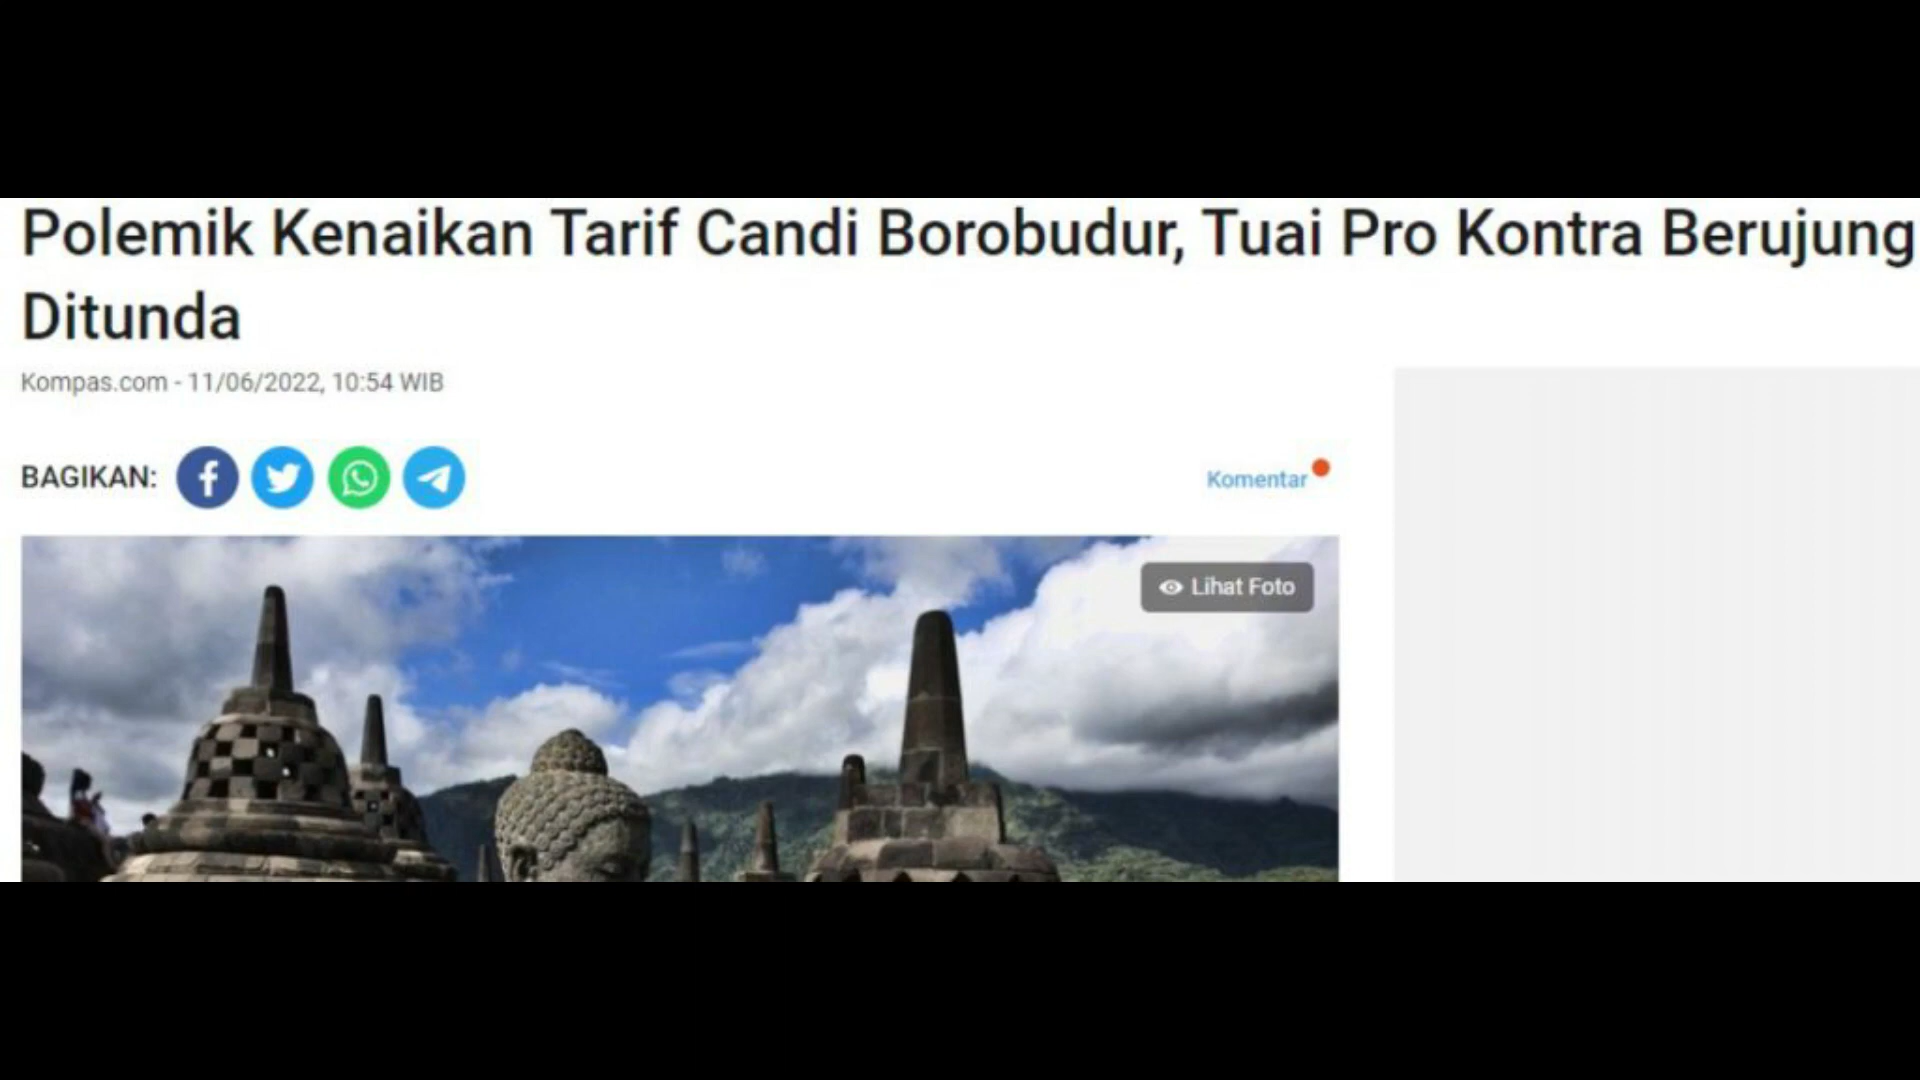 Polemik Kenaikan Tarif Candi Borobudur, Tuai Pro Kontra Berujung
Ditunda
Kompas.com - 11/06/2022, 10:54 WIB
BAGIKAN:
Komentar
Lihat Foto